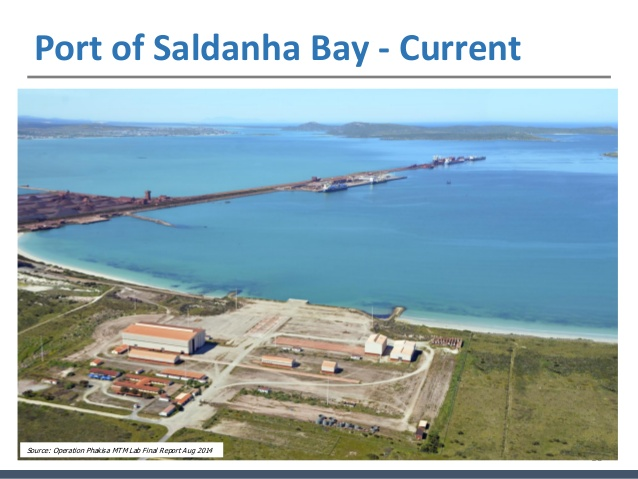 Port of Saldanha Bay - Current
Source: Operation Phakisa MTM Lab Final Report Aug 2014